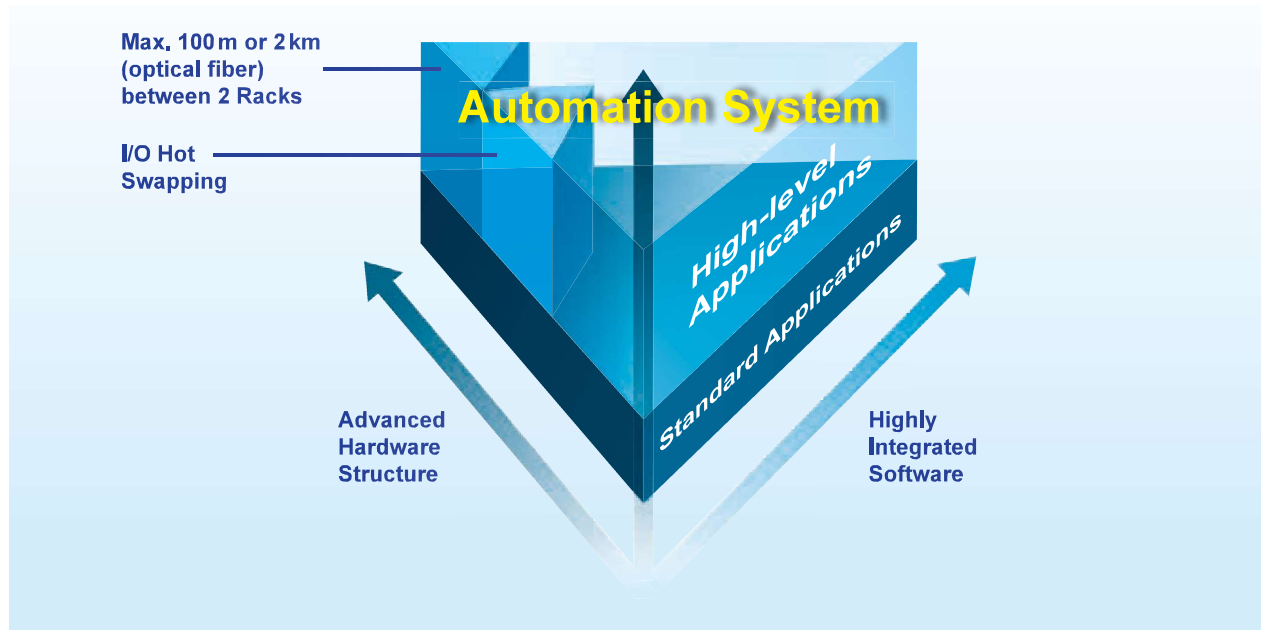 Max. 100 m or 2 km
(optical fiber)
between 2 Racks
Automation System
I/O Hot
Swapping
High-level
Applications
Standard Applications
Advanced
Hardware
Structure
Highly
Integrated
Software